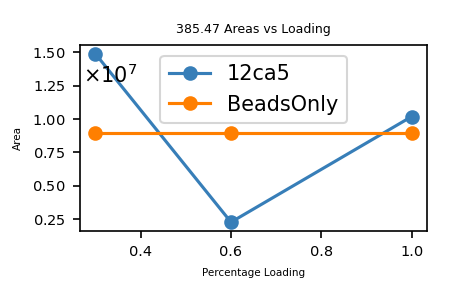 385.47 Areas vs Loading
1.50
×10⁷
1.25
1.00
0.75
0.50
0.25
Area
12ca5
BeadsOnly
0.4
0.6
0.8
1.0
Percentage Loading